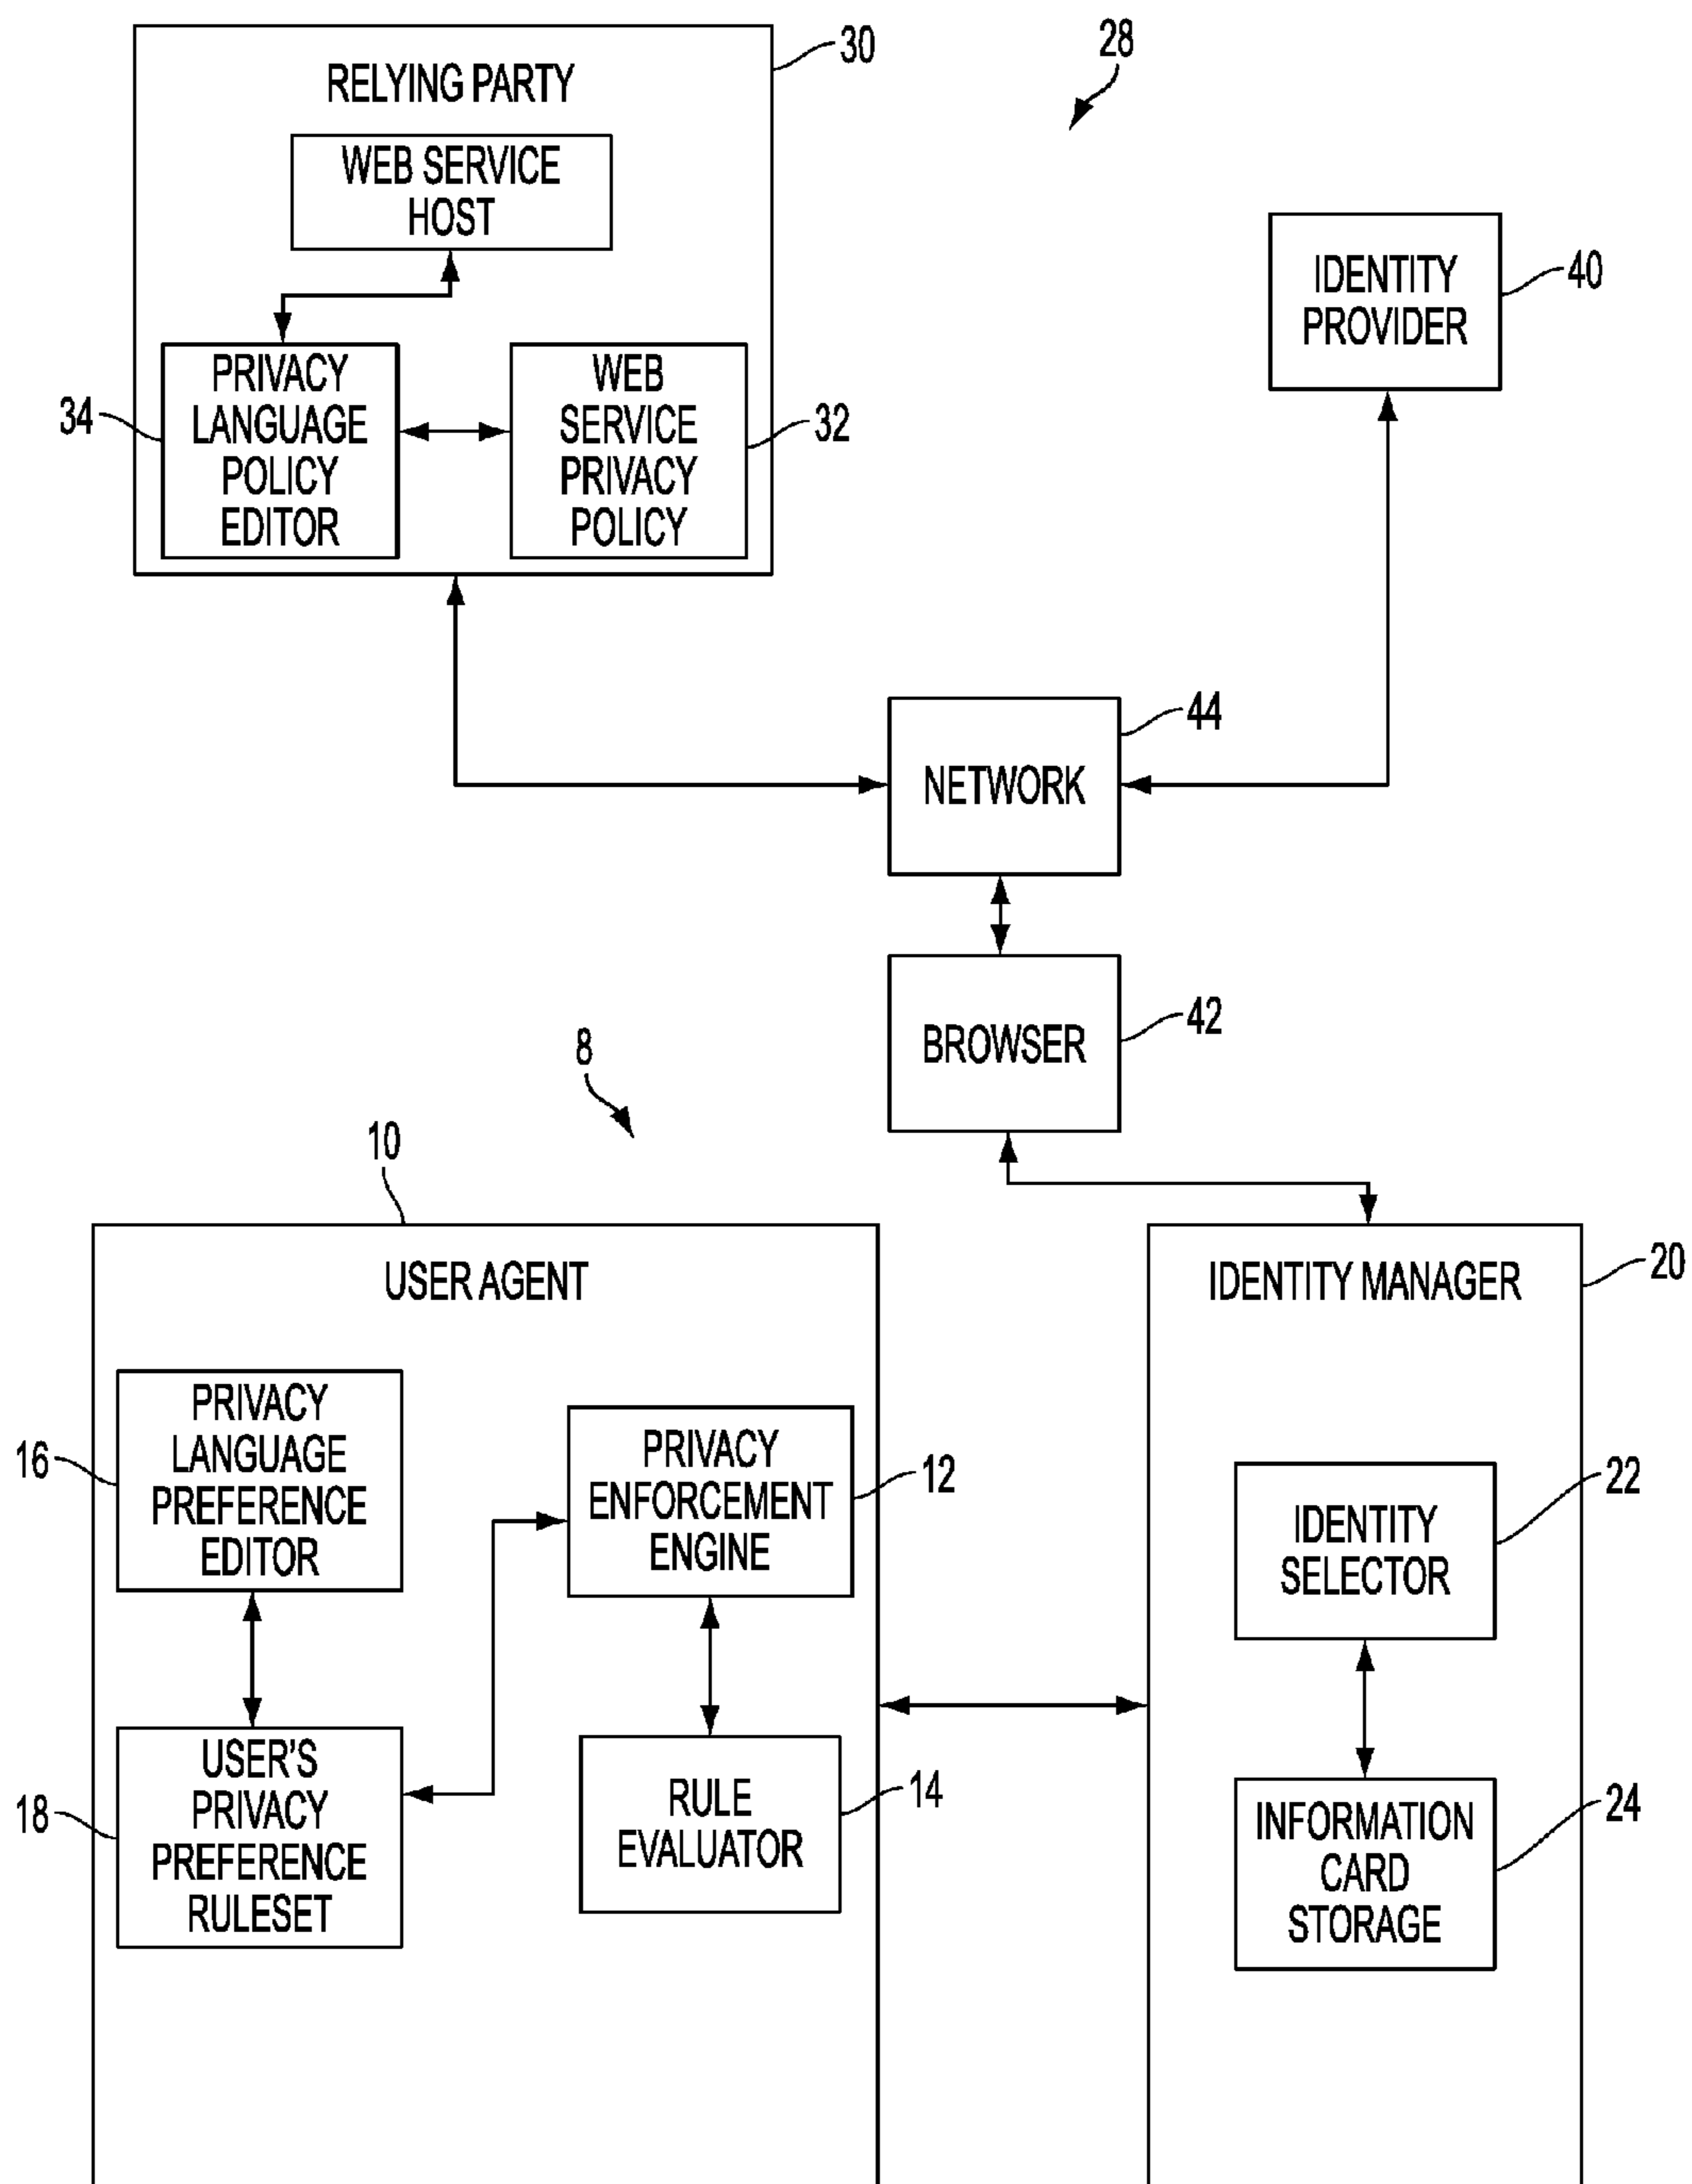 30
28
RELYING PARTY
WEB SERVICE
HOST
IDENTITY
PROVIDER
40
34
PRIVACY
LANGUAGE
POLICY
EDITOR
WEB
SERVICE
PRIVACY
POLICY
32
44
NETWORK
42
BROWSER
8
10
USER AGENT
IDENTITY MANAGER
20
16
PRIVACY
LANGUAGE
PREFERENCE
EDITOR
PRIVACY
ENFORCEMENT
ENGINE
12
IDENTITY
SELECTOR
22
18
USER'S
PRIVACY
PREFERENCE
RULESET
RULE
EVALUATOR
14
INFORMATION
CARD
STORAGE
24